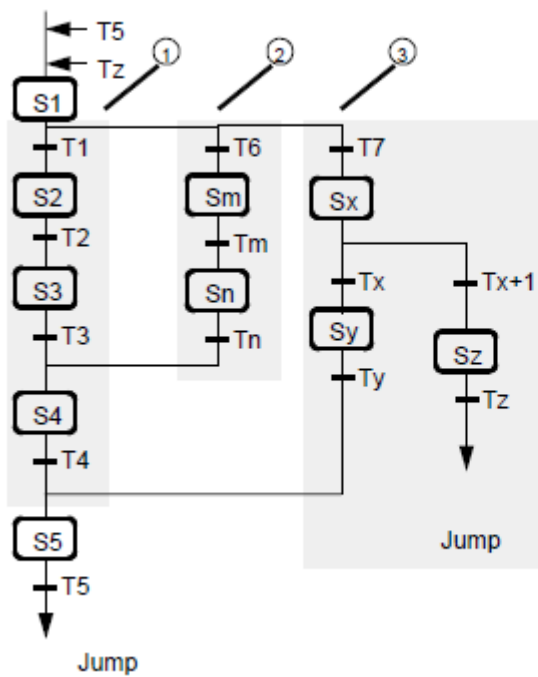 T5
Tz
1 2 3
S1
T1 T6 T7
S2 Sm Sx
T2 Tm
Tx Tx+1
S3 Sn
Sy
T3 Tn
Sz
Ty
Tz
S4
T4
S5
Jump
T5
Jump